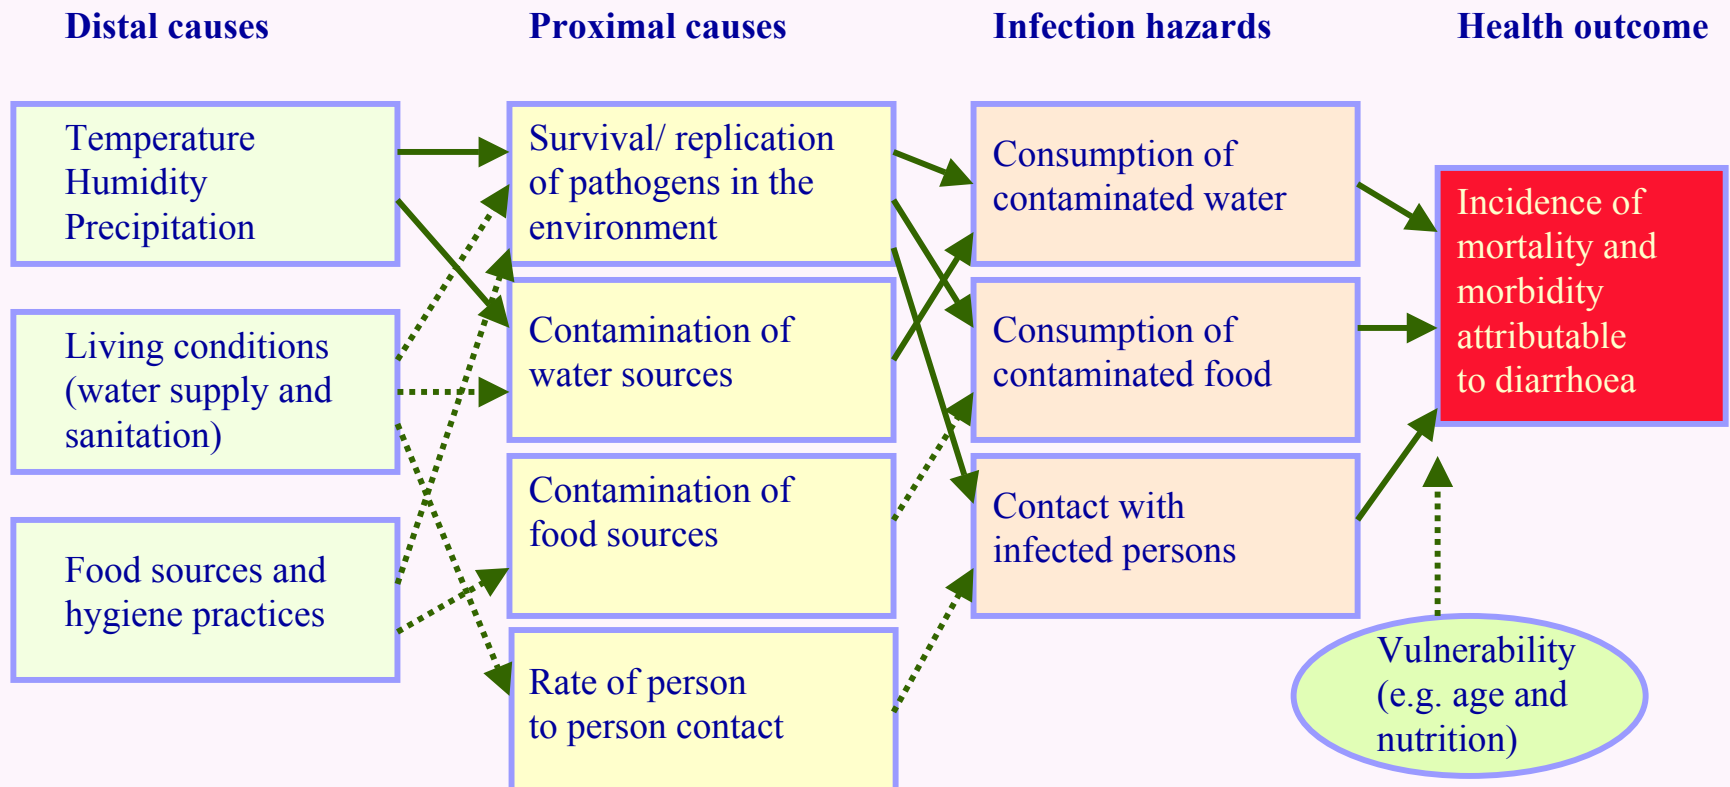 Distal causes
Proximal causes
Infection hazards
Health outcome
Temperature
Humidity
Precipitation
Living conditions
(water supply and
sanitation)
Food sources and
hygiene practices
Survival/ replication
of pathogens in the
environment
Contamination of
water sources
Contamination of
food sources
Rate of person
to person contact
Consumption of
contaminated water
Consumption of
contaminated food
Contact with
infected persons
Incidence of
mortality and
morbidity
attributable
to diarrhoea
Vulnerability
(e.g. age and
nutrition)